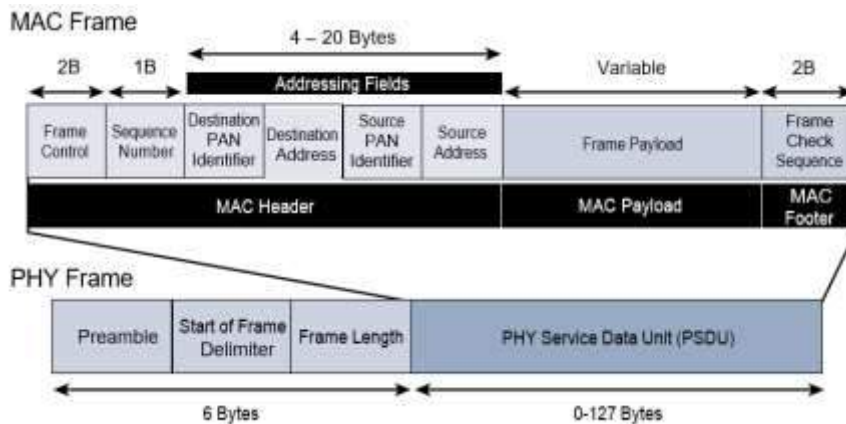 MAC Frame
4 – 20 Bytes
2B
1B
Addressing Fields
Variable
2B
Frame
Control
Sequence
Number
Destination
PAN
Identifier
Destination
Address
Source
PAN
Identifier
Source
Address
Frame Payload
Frame
Check
Sequence
MAC Header
MAC Payload
MAC
Footer
PHY Frame
Preamble
Start of Frame
Delimiter
Frame Length
PHY Service Data Unit (PSDU)
6 Bytes
0-127 Bytes